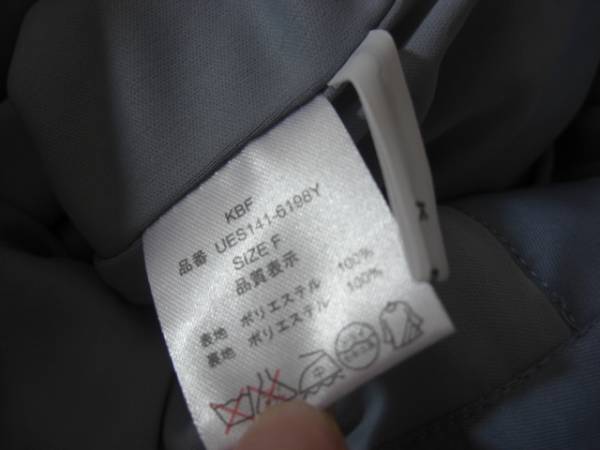 KBF
品番 UES141-6198Y
SIZE F
品質表示
表地 ポリエステル 100%
裏地 ポリエステル 100%
中